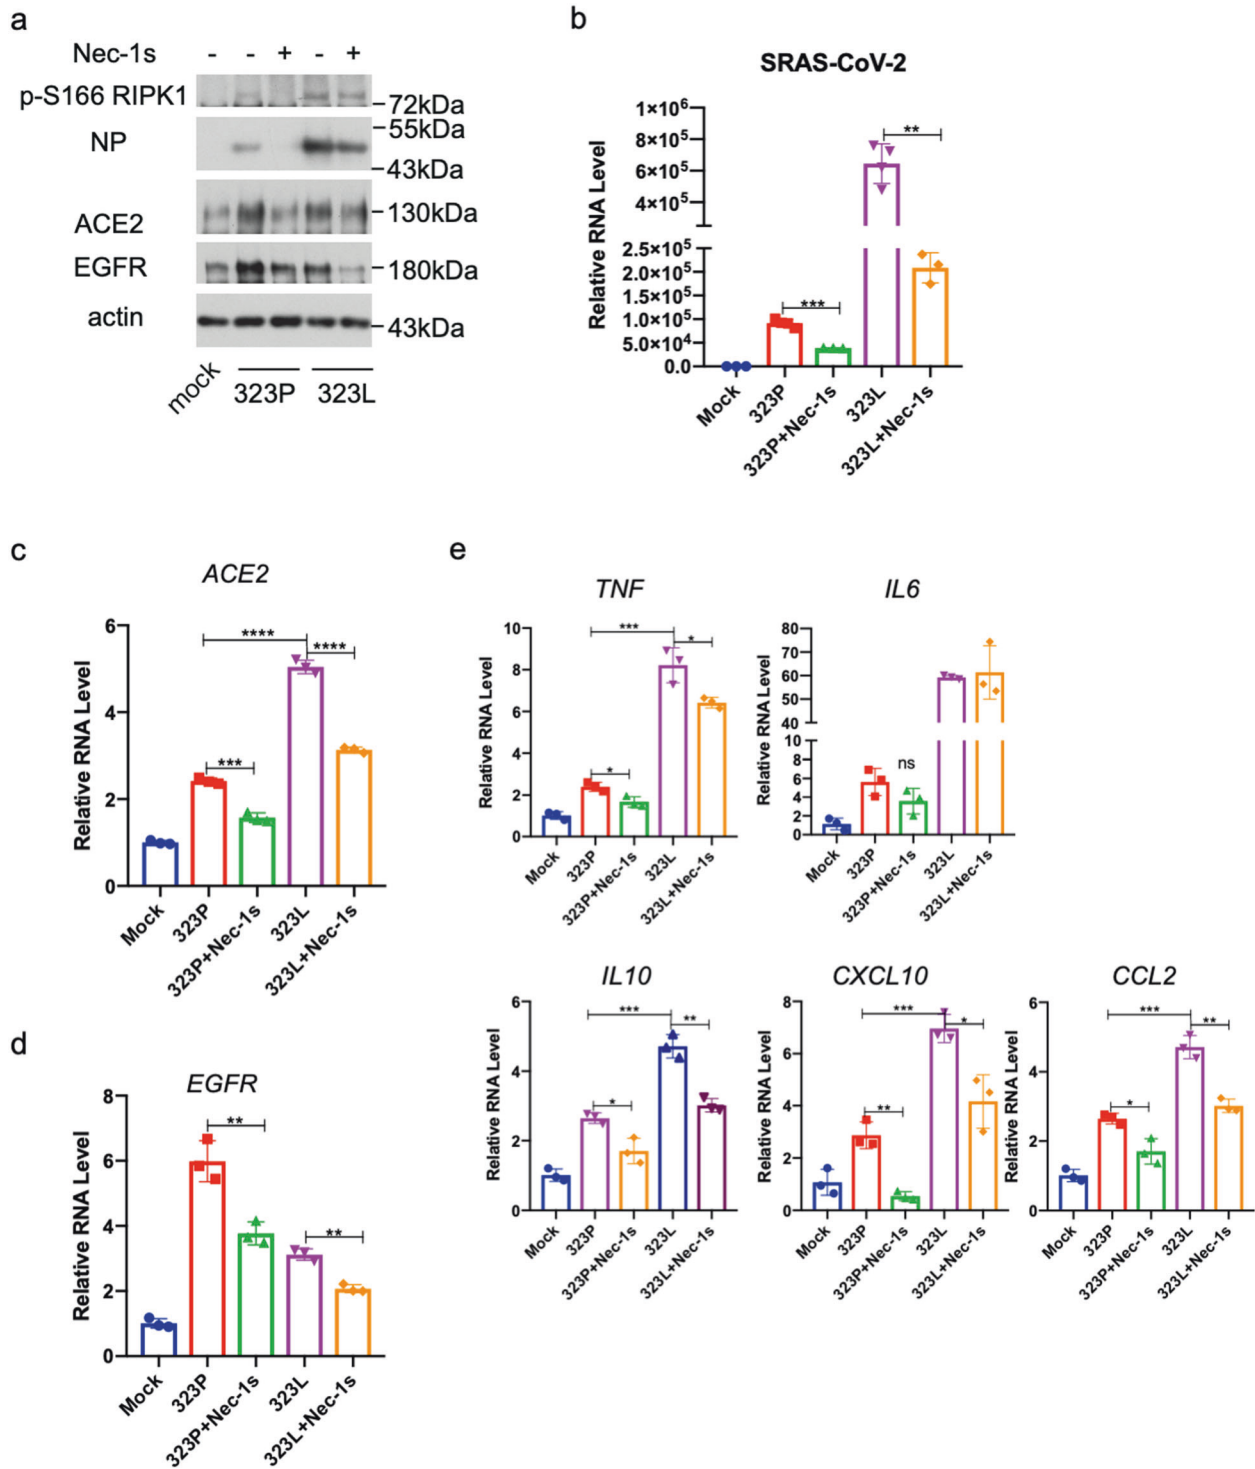 a
Nec-1s - - + - +
p-S166 RIPK1
72kDa
55kDa
NP
43kDa
ACE2
130kDa
EGFR
180kDa
actin
43kDa
mock 323P 323L
b
SRAS-CoV-2
Relative RNA Level
Relative RNA Level
1×10⁶
8×10⁵
6×10⁵
4×10⁵
2.5×10⁵
2.0×10⁵
1.5×10⁵
1.0×10⁵
5.0×10⁴
0.0
***
**
Mock 323P 323P+Nec-1s 323L 323L+Nec-1s
c
ACE2
Relative RNA Level
6
4
2
0
****
****
***
Mock 323P 323P+Nec-1s 323L 323L+Nec-1s
d
EGFR
Relative RNA Level
8
6
4
2
0
**
**
Mock 323P 323P+Nec-1s 323L 323L+Nec-1s
e
TNF
Relative RNA Level
10
8
6
4
2
0
***
*
*
Mock 323P 323P+Nec-1s 323L 323L+Nec-1s
IL6
Relative RNA Level
80
70
60
50
40
10
8
6
4
2
0
ns
Mock 323P 323P+Nec-1s 323L 323L+Nec-1s
IL10
Relative RNA Level
6
4
2
0
***
**
*
Mock 323P 323P+Nec-1s 323L 323L+Nec-1s
CXCL10
Relative RNA Level
8
6
4
2
0
***
*
**
Mock 323P 323P+Nec-1s 323L 323L+Nec-1s
CCL2
Relative RNA Level
6
4
2
0
***
**
*
Mock 323P 323P+Nec-1s 323L 323L+Nec-1s